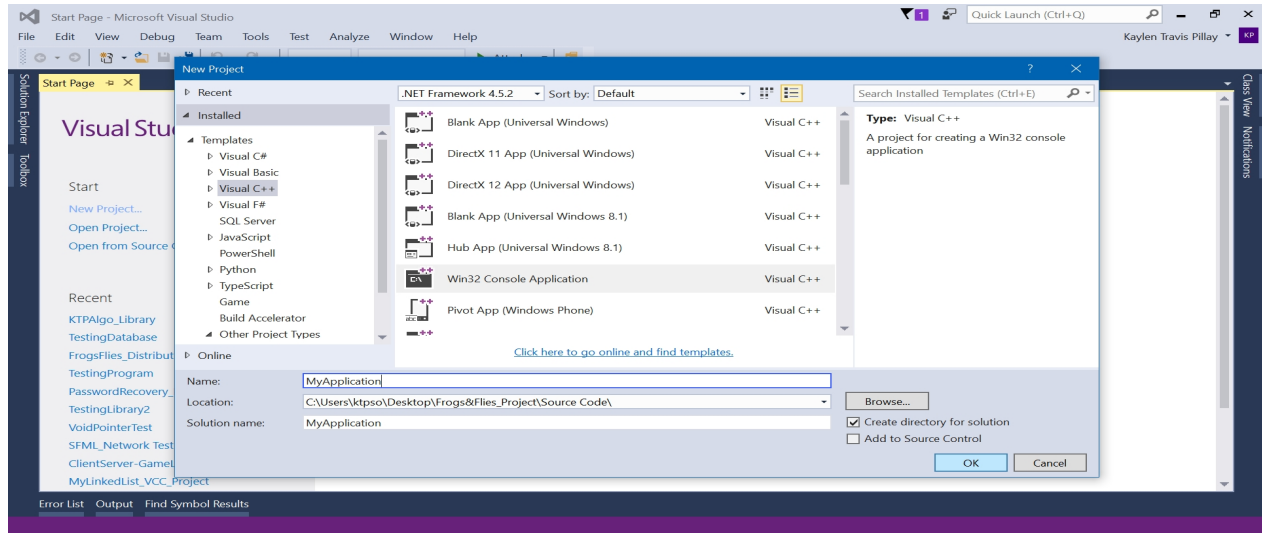 Start Page - Microsoft Visual Studio
1
Quick Launch (Ctrl+Q)
File Edit View Debug Team Tools Test Analyze Window Help
Kaylen Travis Pillay
KP
Solution Explorer
Toolbox
Start Page
Class View
Notifications
Visual Stu
Start
New Project...
Open Project...
Open from Source
Recent
KTPAlgo_Library
TestingDatabase
FrogsFlies_Distribut
TestingProgram
PasswordRecovery_
TestingLibrary2
VoidPointerTest
SFML_Network Test
ClientServer-GameL
MyLinkedList_VCC_Project
New Project
?
Recent
.NET Framework 4.5.2
Sort by: Default
Search Installed Templates (Ctrl+E)
Installed
Templates
Visual C#
Visual Basic
Visual C++
Visual F#
SQL Server
JavaScript
PowerShell
Python
TypeScript
Game
Build Accelerator
Other Project Types
Online
Blank App (Universal Windows) Visual C++
DirectX 11 App (Universal Windows) Visual C++
DirectX 12 App (Universal Windows) Visual C++
Blank App (Universal Windows 8.1) Visual C++
Hub App (Universal Windows 8.1) Visual C++
Win32 Console Application Visual C++
Pivot App (Windows Phone) Visual C++
Click here to go online and find templates.
Type: Visual C++
A project for creating a Win32 console
application
Name: MyApplication
Location: C:\Users\ktpso\Desktop\Frogs&Flies_Project\Source Code\
Browse...
Solution name: MyApplication
Create directory for solution
Add to Source Control
OK Cancel
Error List Output Find Symbol Results